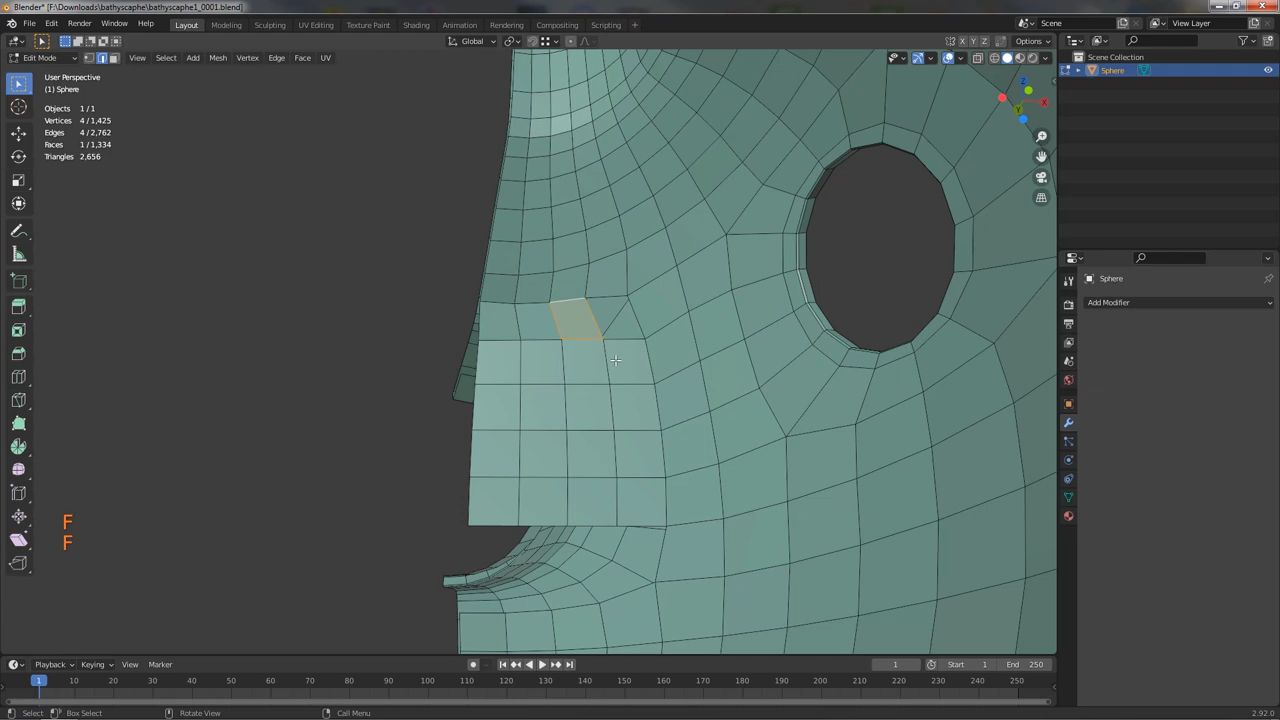 Blender* [F:\Downloads\bathyscaphe\bathyscaphe1_0001.blend]
File Edit Render Window Help Layout Modeling Sculpting UV Editing Texture Paint Shading Animation Rendering Compositing Scripting + Scene View Layer
Global X Y Z Options
Edit Mode View Select Add Mesh Vertex Edge Face UV
Scene Collection
Sphere
User Perspective
(1) Sphere
Objects 1/1
Vertices 4/1,425
Edges 4/2,762
Faces 1/1,334
Triangles 2,656
Z
X
Y
Sphere
Add Modifier
F
F
Playback Keying View Marker 1 Start 1 End 250
1 10 20 30 40 50 60 70 80 90 100 110 120 130 140 150 160 170 180 190 200 210 220 230 240 250
Select Box Select Rotate View Call Menu 2.92.0